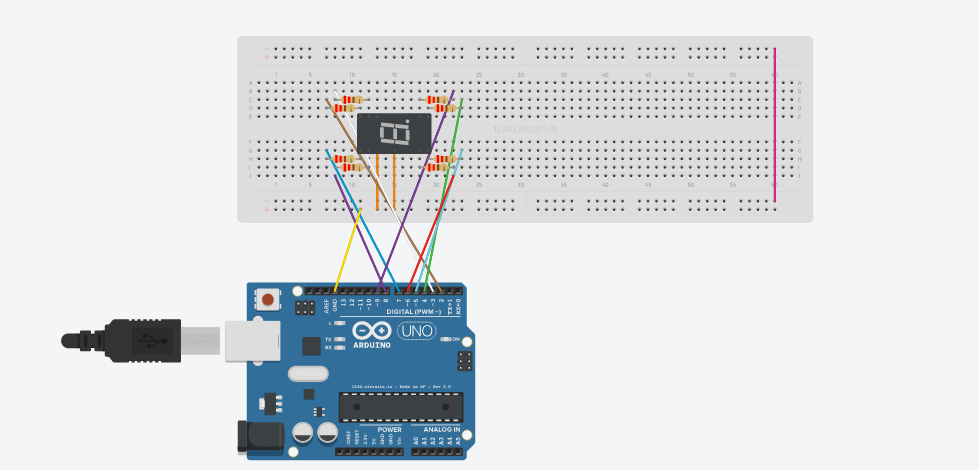 1 5 10 15 20 25 30 35 40 45 50 55 60
A A
B B
C C
D D
E E
123D.CIRCUITS.IO
F F
G G
H H
I I
J J
1 5 10 15 20 25 30 35 40 45 50 55 60
AREF
GND
13
12
~11
~10
~9
8
7
~6
~5
4
~3
2
TX→1
RX←0
DIGITAL (PWM~)
L
TX
RX
UNO
ARDUINO
ON
123D.circuits.io - Made in SF - Rev 3.0
POWER ANALOG IN
IOREF
RESET
3.3V
5V
GND
GND
Vin
A0
A1
A2
A3
A4
A5